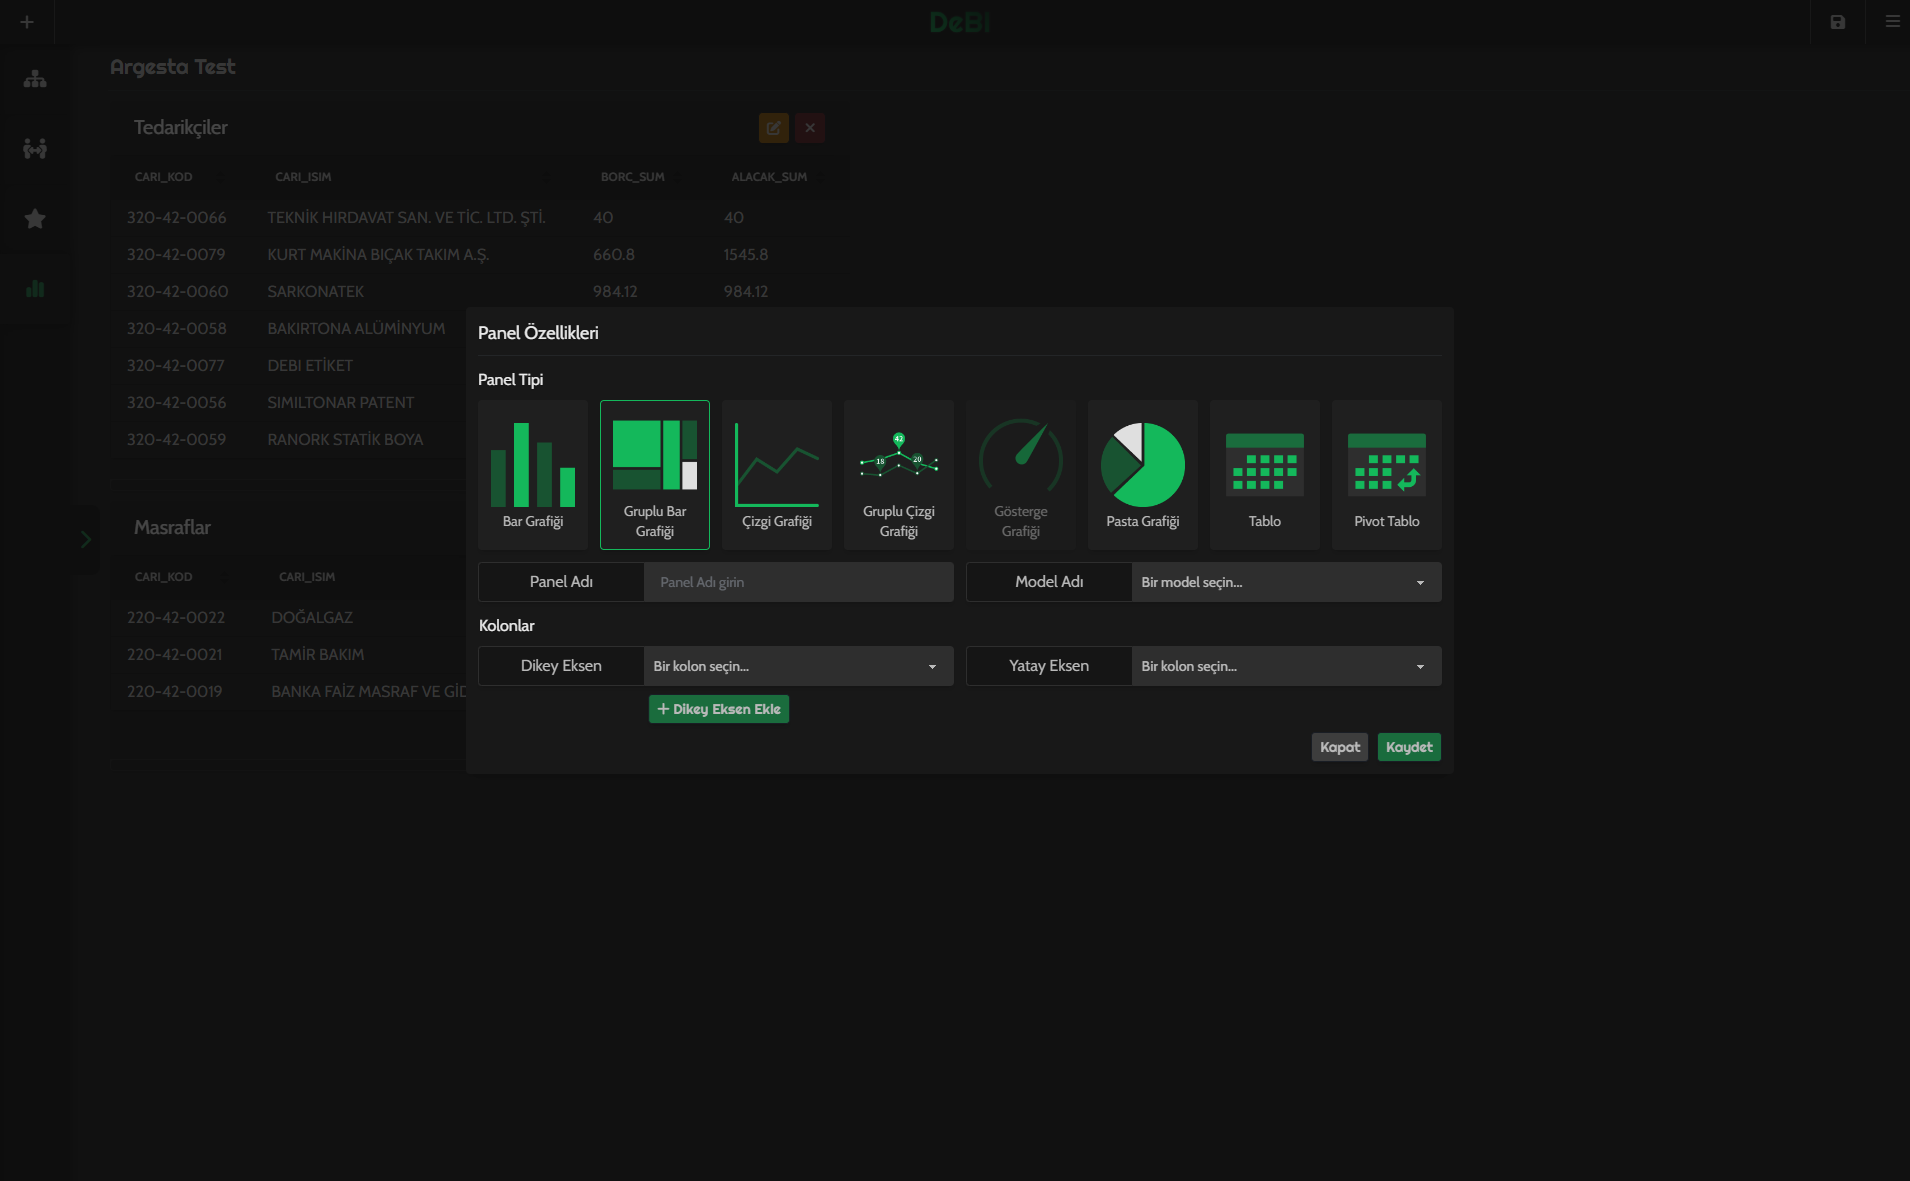 DeBI
Argesta Test
Tedarikçiler
CARI_KOD CARI_ISIM BORC_SUM ALACAK_SUM
320-42-0066 TEKNİK HIRDAVAT SAN. VE TİC. LTD. ŞTİ. 40 40
320-42-0079 KURT MAKİNA BIÇAK TAKIM A.Ş. 660.8 1545.8
320-42-0060 SARKONATEK 984.12 984.12
320-42-0058 BAKIRTONA ALÜMİNYUM
320-42-0077 DEBI ETİKET
320-42-0056 SIMILTONAR PATENT
320-42-0059 RANORK STATİK BOYA
Masraflar
CARI_KOD CARI_ISIM
220-42-0022 DOĞALGAZ
220-42-0021 TAMİR BAKIM
220-42-0019 BANKA FAİZ MASRAF VE GİD
Panel Özellikleri
Panel Tipi
Bar Grafiği
Gruplu Bar
Grafiği
Çizgi Grafiği
42
18
20
Gruplu Çizgi
Grafiği
Gösterge
Grafiği
Pasta Grafiği
Tablo
Pivot Tablo
Panel Adı Panel Adı girin Model Adı Bir model seçin...
Kolonlar
Dikey Eksen Bir kolon seçin... Yatay Eksen Bir kolon seçin...
+ Dikey Eksen Ekle
Kapat Kaydet